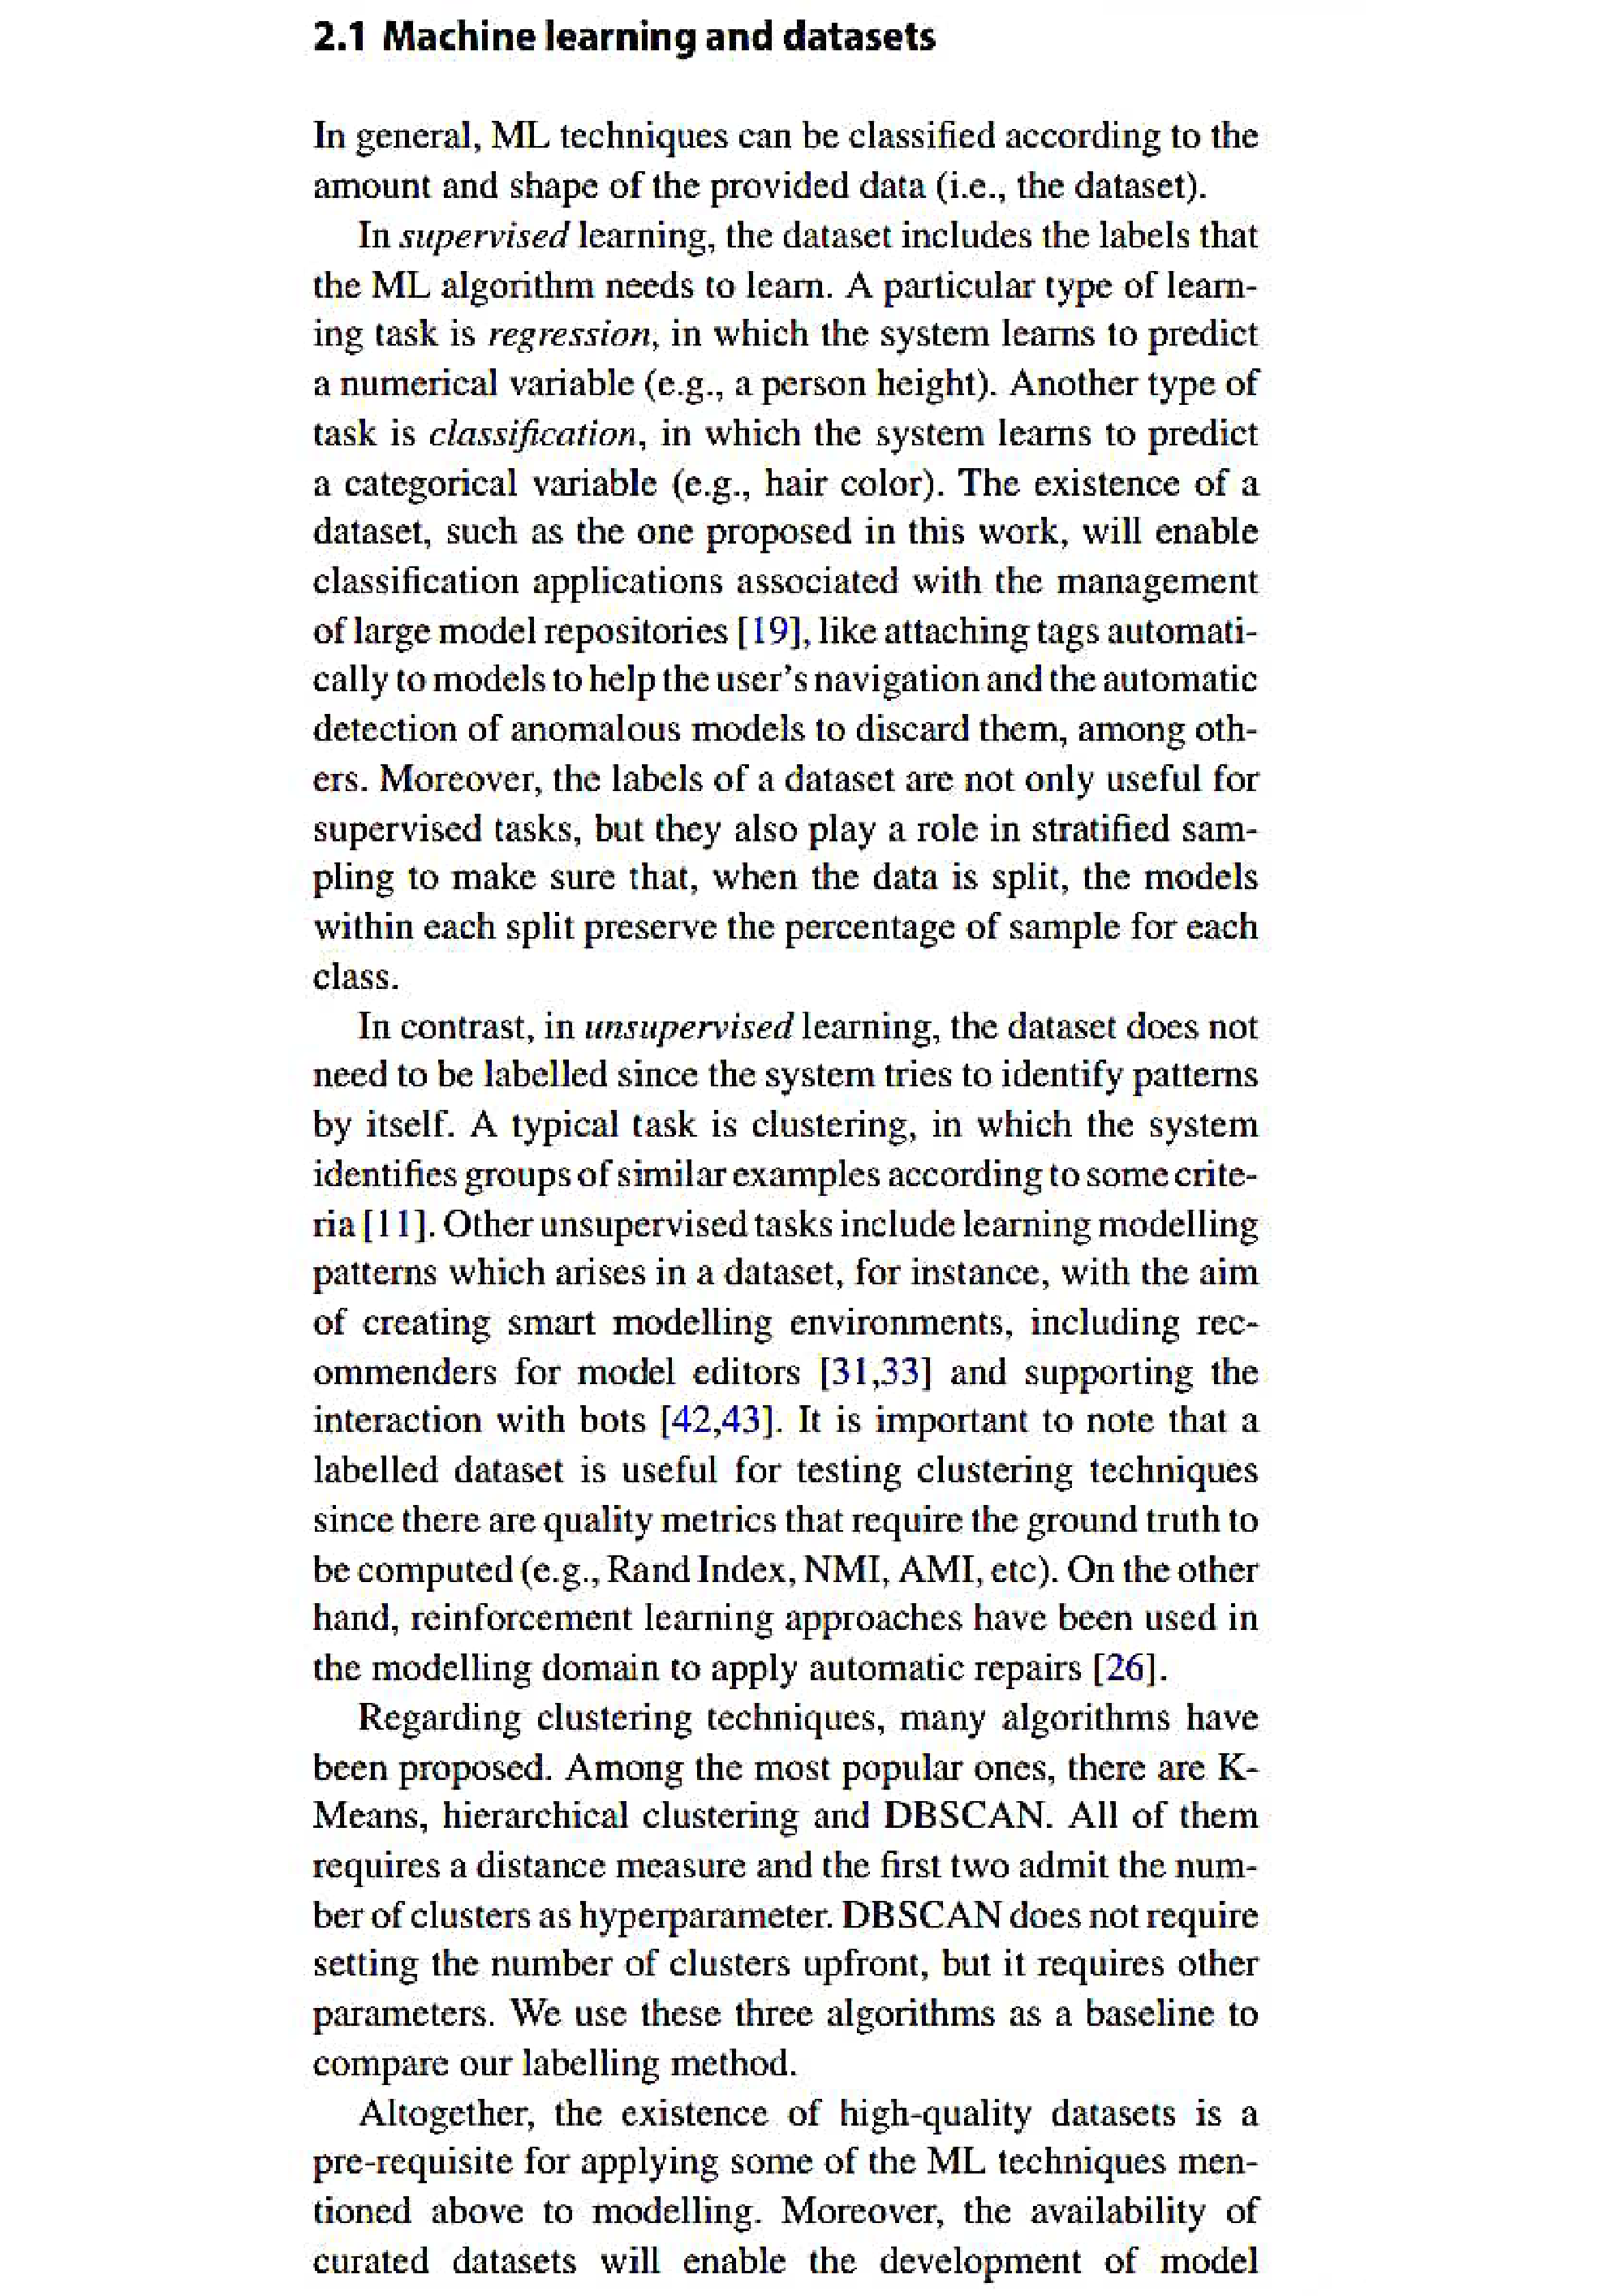 2.1 Machine learning and datasets
In general, ML techniques can be classified according to the
amount and shape of the provided data (i.e., the dataset).
In supervised learning, the dataset includes the labels that
the ML algorithm needs to learn. A particular type of learn-
ing task is regression, in which the system learns to predict
a numerical variable (e.g., a person height). Another type of
task is classification, in which the system learns to predict
a categorical variable (e.g., hair color). The existence of a
dataset, such as the one proposed in this work, will enable
classification applications associated with the management
of large model repositories [19], like attaching tags automati-
cally to models to help the user's navigation and the automatic
detection of anomalous models to discard them, among oth-
ers. Moreover, the labels of a dataset are not only useful for
supervised tasks, but they also play a role in stratified sam-
pling to make sure that, when the data is split, the models
within each split preserve the percentage of sample for each
class.
In contrast, in unsupervised learning, the dataset does not
need to be labelled since the system tries to identify patterns
by itself. A typical task is clustering, in which the system
identifies groups of similar examples according to some crite-
ria [11]. Other unsupervised tasks include learning modelling
patterns which arises in a dataset, for instance, with the aim
of creating smart modelling environments, including rec-
ommenders for model editors [31,33] and supporting the
interaction with bots [42,43]. It is important to note that a
labelled dataset is useful for testing clustering techniques
since there are quality metrics that require the ground truth to
be computed (e.g., Rand Index, NMI, AMI, etc). On the other
hand, reinforcement learning approaches have been used in
the modelling domain to apply automatic repairs [26].
Regarding clustering techniques, many algorithms have
been proposed. Among the most popular ones, there are K-
Means, hierarchical clustering and DBSCAN. All of them
requires a distance measure and the first two admit the num-
ber of clusters as hyperparameter. DBSCAN does not require
setting the number of clusters upfront, but it requires other
parameters. We use these three algorithms as a baseline to
compare our labelling method.
Altogether, the existence of high-quality datasets is a
pre-requisite for applying some of the ML techniques men-
tioned above to modelling. Moreover, the availability of
curated datasets will enable the development of model